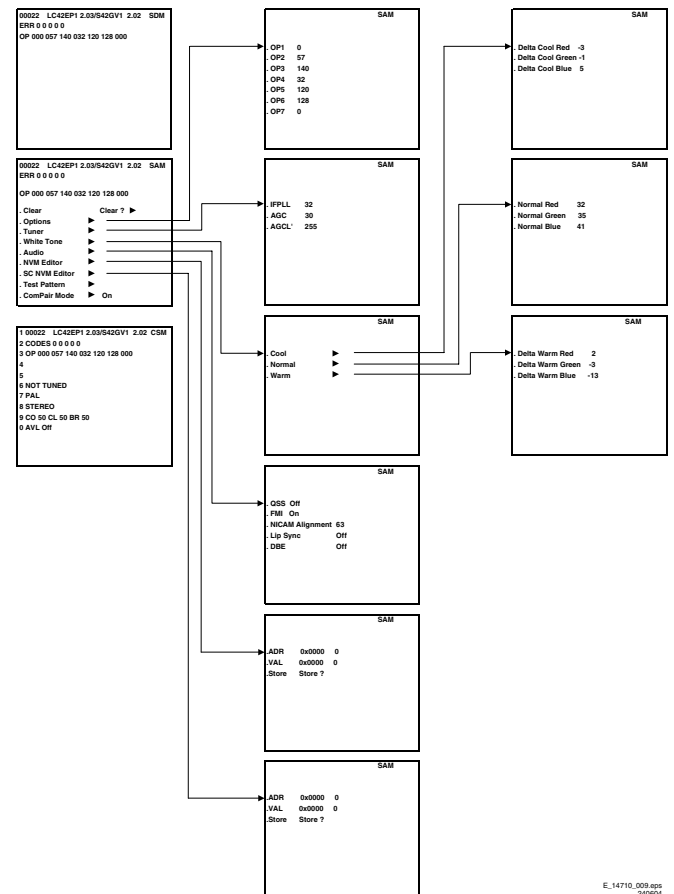 00022 LC42EP1 2.03/S42GV1 2.02 SDM
ERR 0 0 0 0 0
OP 000 057 140 032 120 128 000
00022 LC42EP1 2.03/S42GV1 2.02 SAM
ERR 0 0 0 0 0
OP 000 057 140 032 120 128 000
. Clear Clear ? ▶
. Options ▶
. Tuner ▶
. White Tone ▶
. Audio ▶
. NVM Editor ▶
. SC NVM Editor ▶
. Test Pattern ▶
. ComPair Mode ▶ On
1 00022 LC42EP1 2.03/S42GV1 2.02 CSM
2 CODES 0 0 0 0 0
3 OP 000 057 140 032 120 128 000
4
5
6 NOT TUNED
7 PAL
8 STEREO
9 CO 50 CL 50 BR 50
0 AVL Off
SAM
. OP1 0
. OP2 57
. OP3 140
. OP4 32
. OP5 120
. OP6 128
. OP7 0
SAM
. IFPLL 32
. AGC 30
. AGCL' 255
SAM
. Cool ▶
. Normal ▶
. Warm ▶
SAM
. QSS Off
. FMI On
. NICAM Alignment 63
. Lip Sync Off
. DBE Off
SAM
.ADR 0x0000 0
.VAL 0x0000 0
.Store Store ?
SAM
.ADR 0x0000 0
.VAL 0x0000 0
.Store Store ?
SAM
. Delta Cool Red -3
. Delta Cool Green -1
. Delta Cool Blue 5
SAM
. Normal Red 32
. Normal Green 35
. Normal Blue 41
SAM
. Delta Warm Red 2
. Delta Warm Green -3
. Delta Warm Blue -13
E_14710_009.eps
240604